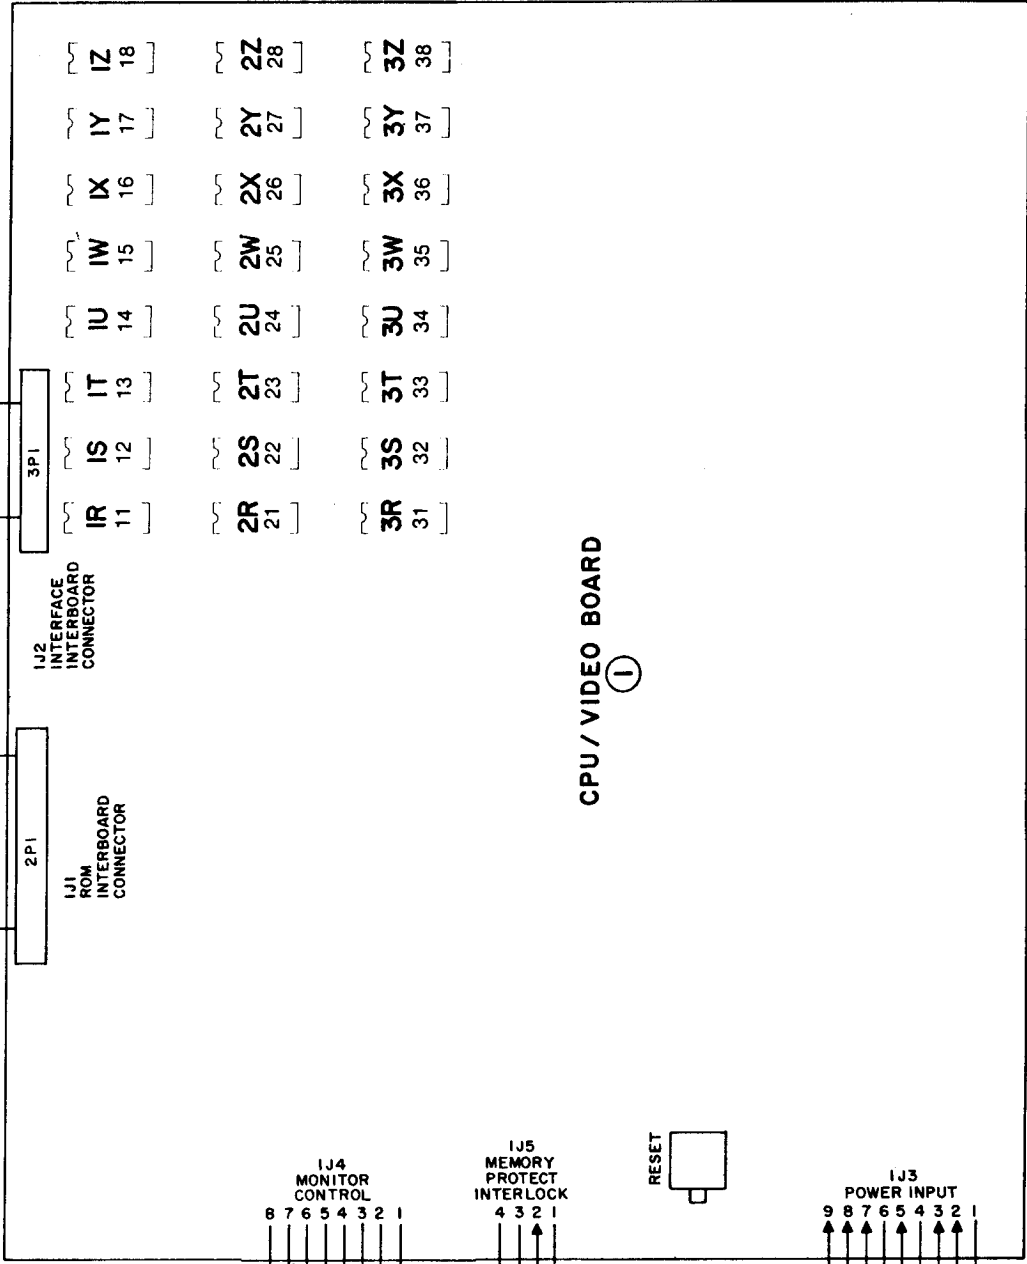 1Z 18
2Z 28
3Z 38
1Y 17
2Y 27
3Y 37
1X 16
2X 26
3X 36
1W 15
2W 25
3W 35
1U 14
2U 24
3U 34
1T 13
2T 23
3T 33
1S 12
2S 22
3S 32
1R 11
2R 21
3R 31
3P1
1J2
INTERFACE
INTERBOARD
CONNECTOR
2P1
1J1
ROM
INTERBOARD
CONNECTOR
CPU/VIDEO BOARD
1
1J4
MONITOR
CONTROL
8 7 6 5 4 3 2 1
1J5
MEMORY
PROTECT
INTERLOCK
4 3 2 1
RESET
1J3
POWER INPUT
9 8 7 6 5 4 3 2 1